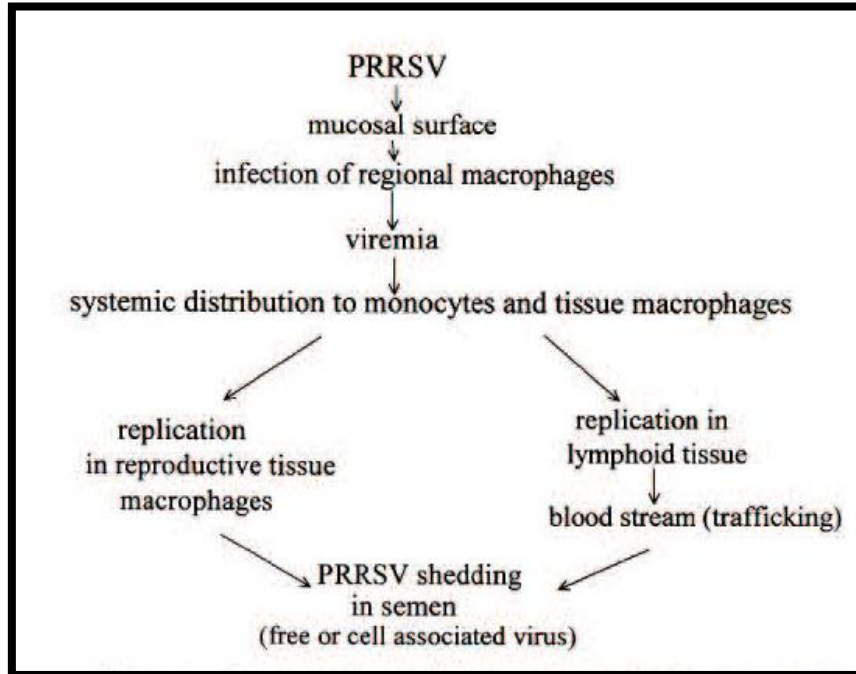 PRRSV
mucosal surface
infection of regional macrophages
viremia
systemic distribution to monocytes and tissue macrophages
replication
in reproductive tissue
macrophages
replication in
lymphoid tissue
blood stream (trafficking)
PRRSV shedding
in semen
(free or cell associated virus)